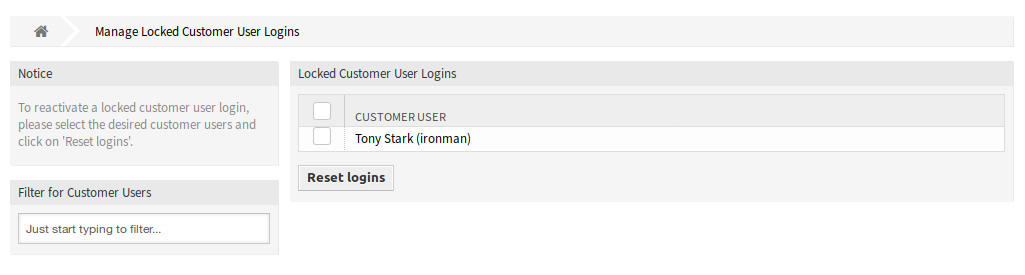 Manage Locked Customer User Logins
Notice
To reactivate a locked customer user login,
please select the desired customer users and
click on 'Reset logins'.
Filter for Customer Users
Just start typing to filter...
Locked Customer User Logins
CUSTOMER USER
Tony Stark (ironman)
Reset logins